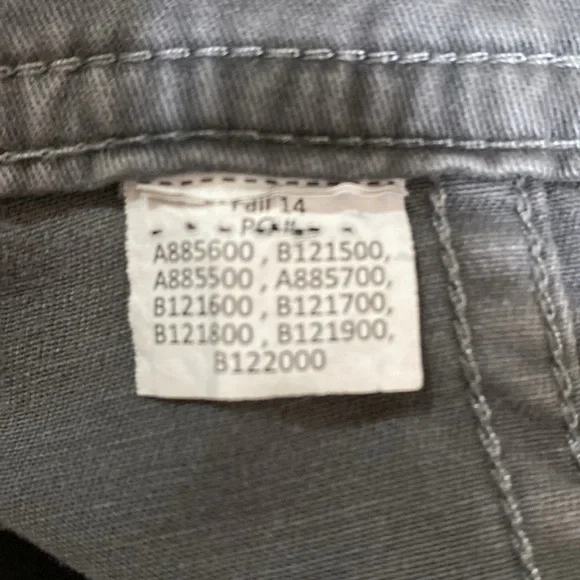 Fall 14
PO#:
A885600 , B121500,
A885500 , A885700,
B121600 , B121700,
B121800 , B121900,
B122000